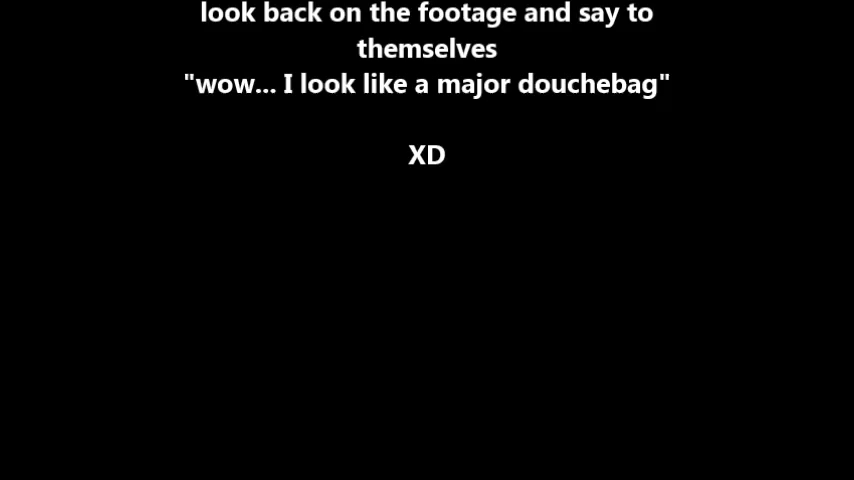 look back on the footage and say to
themselves
"wow... I look like a major douchebag"
XD